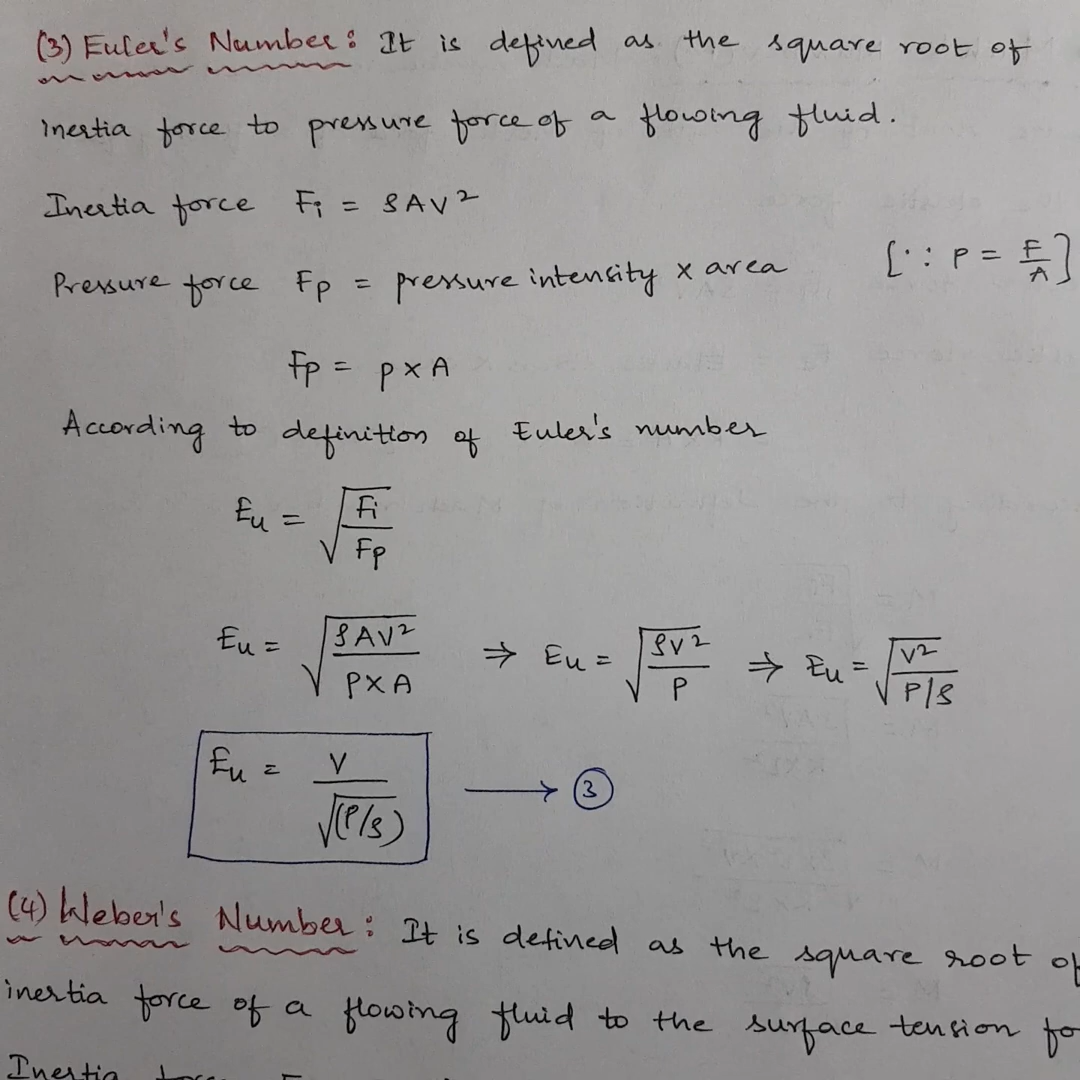 (3) Euler's Number : It is defined as the square root of
inertia force to pressure force of a flowing fluid.
Inertia force Fi = ρAV²
Pressure force Fp = pressure intensity × area [∵ p = F/A]
Fp = p × A
According to definition of Euler's number
Eu = √(Fi/Fp)
Eu = √(ρAV²/(p×A)) ⇒ Eu = √(ρV²/p) ⇒ Eu = √(V²/(p/ρ))
Eu = V/√(p/ρ) → ③
(4) Weber's Number : It is defined as the square root of
inertia force of a flowing fluid to the surface tension fo
Inertia force